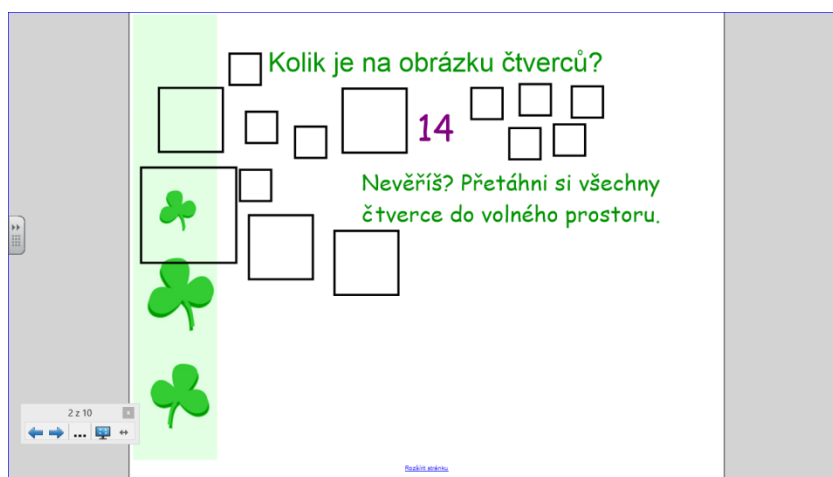 Kolik je na obrázku čtverců?
14
Nevěříš? Přetáhni si všechny
čtverce do volného prostoru.
2 z 10
Rozšířit stránku